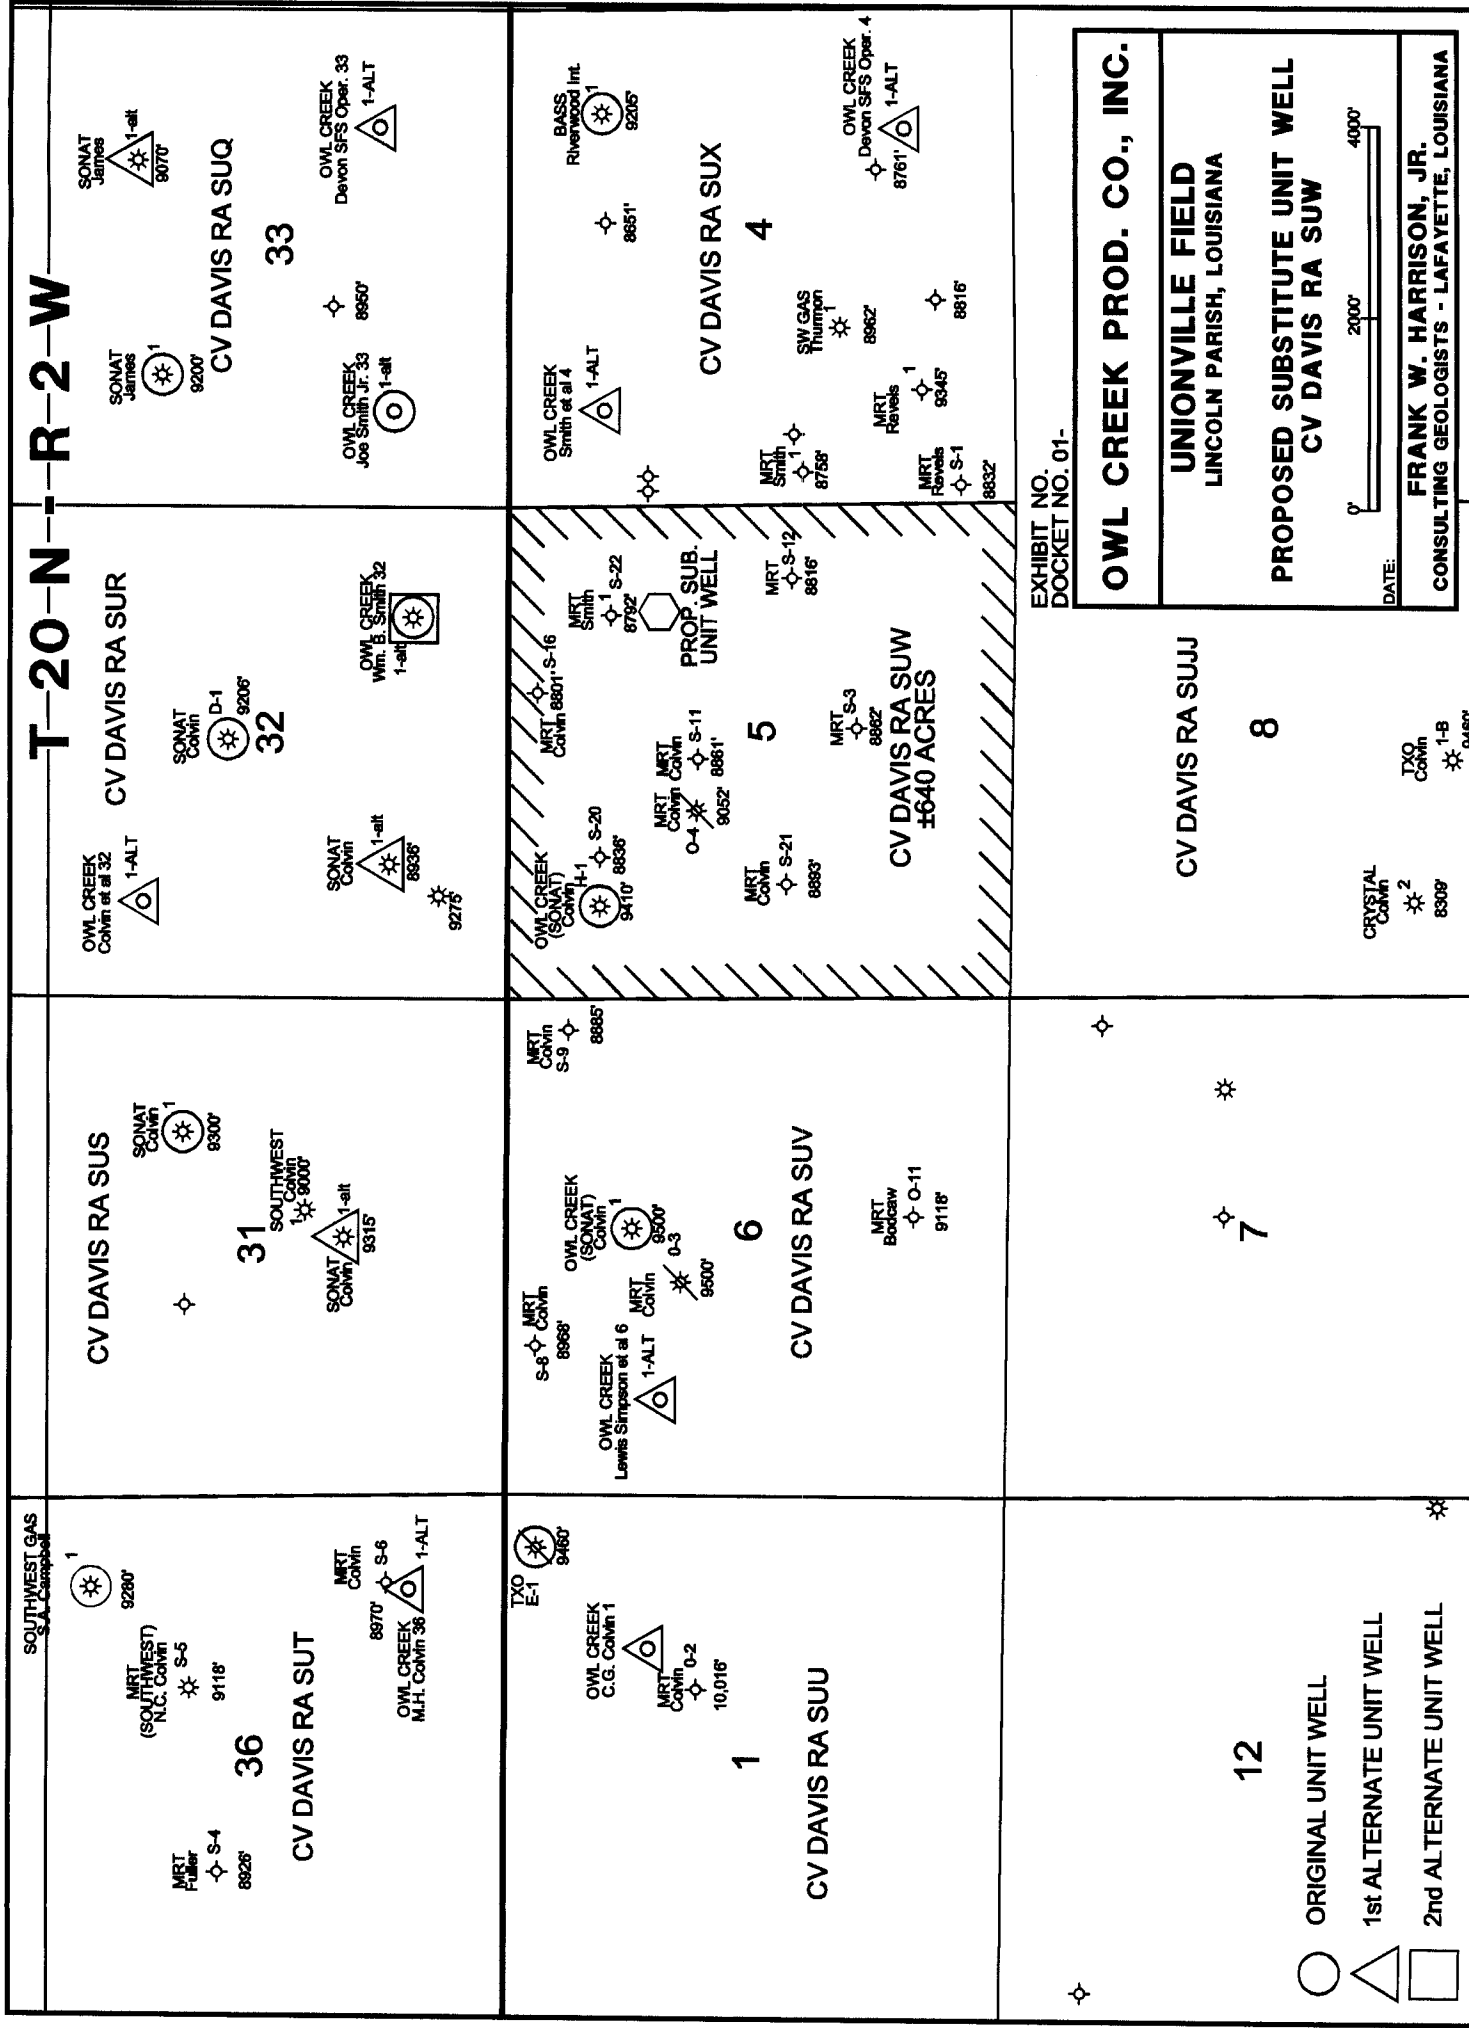 T-20-N--R-2-W
SOUTHWEST GAS
S.A. Campbell
1
9280'
MRT
(SOUTHWEST)
N.C. Colvin
S-5
9118'
MRT
Fuller
S-4
8926'
36
CV DAVIS RA SUT
MRT
Colvin
S-6
8970'
OWL CREEK
M.H. Colvin 36
1-ALT
CV DAVIS RA SUS
SONAT
Colvin
1
9300'
31
SOUTHWEST
Colvin
1
9000'
SONAT
Colvin
1-alt
9315'
OWL CREEK
Colvin et al 32
1-ALT
CV DAVIS RA SUR
SONAT
Colvin
D-1
9206'
32
SONAT
Colvin
1-alt
8936'
9275'
OWL CREEK
Wm. B. Smith 32
1-alt
SONAT
James
1-alt
9070'
SONAT
James
1
9200'
CV DAVIS RA SUQ
33
8950'
OWL CREEK
Devon SFS Oper. 33
1-ALT
OWL CREEK
Joe Smith Jr. 33
1-alt
TXO
E-1
9460'
OWL CREEK
C.G. Colvin 1
MRT
Colvin
0-2
10,016'
1
CV DAVIS RA SUU
MRT
Colvin
S-8
8968'
MRT
Colvin
S-9
8885'
OWL CREEK
(SONAT)
Colvin
1
9500'
MRT
Colvin
0-3
9500'
OWL CREEK
Lewis Simpson et al 6
1-ALT
6
CV DAVIS RA SUV
MRT
Bodcaw
O-11
9118'
OWL CREEK
(SONAT)
Colvin
H-1
9410'
S-20
8836'
MRT
Colvin
8801'
S-16
MRT
Smith
1
S-22
8792'
PROP. SUB.
UNIT WELL
MRT
Colvin
O-4
9052'
MRT
Colvin
S-11
8861'
5
MRT
Colvin
S-21
8893'
MRT
S-12
8816'
MRT
S-3
8862'
CV DAVIS RA SUW
±640 ACRES
BASS
Riverwood Int.
1
9205'
8651'
OWL CREEK
Smith et al 4
1-ALT
CV DAVIS RA SUX
4
OWL CREEK
Devon SFS Oper. 4
1-ALT
8761'
SW GAS
Thurmon
1
8962'
MRT
Smith
1
8758'
MRT
Revels
1
9345'
8816'
MRT
Revels
S-1
8832'
12
7
CV DAVIS RA SUJJ
8
CRYSTAL
Colvin
2
8309'
TXO
Colvin
1-B
ORIGINAL UNIT WELL
1st ALTERNATE UNIT WELL
2nd ALTERNATE UNIT WELL
EXHIBIT NO.
DOCKET NO. 01-
OWL CREEK PROD. CO., INC.
UNIONVILLE FIELD
LINCOLN PARISH, LOUISIANA
PROPOSED SUBSTITUTE UNIT WELL
CV DAVIS RA SUW
0' 2000' 4000'
DATE:
FRANK W. HARRISON, JR.
CONSULTING GEOLOGISTS - LAFAYETTE, LOUISIANA